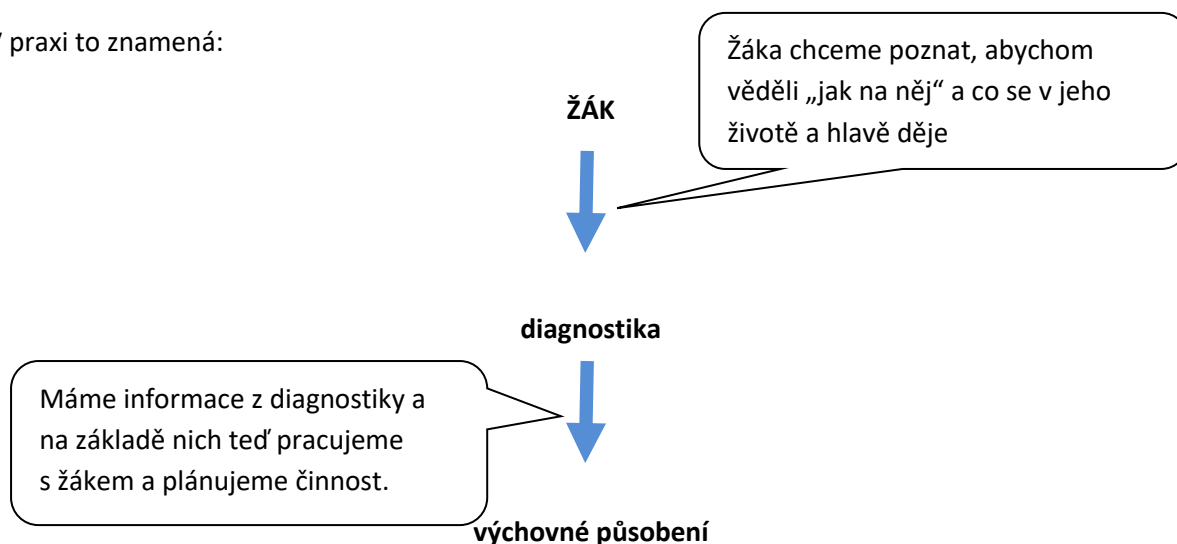 V praxi to znamená:
Žáka chceme poznat, abychom
věděli „jak na něj“ a co se v jeho
životě a hlavě děje
ŽÁK
diagnostika
Máme informace z diagnostiky a
na základě nich teď pracujeme
s žákem a plánujeme činnost.
výchovné působení